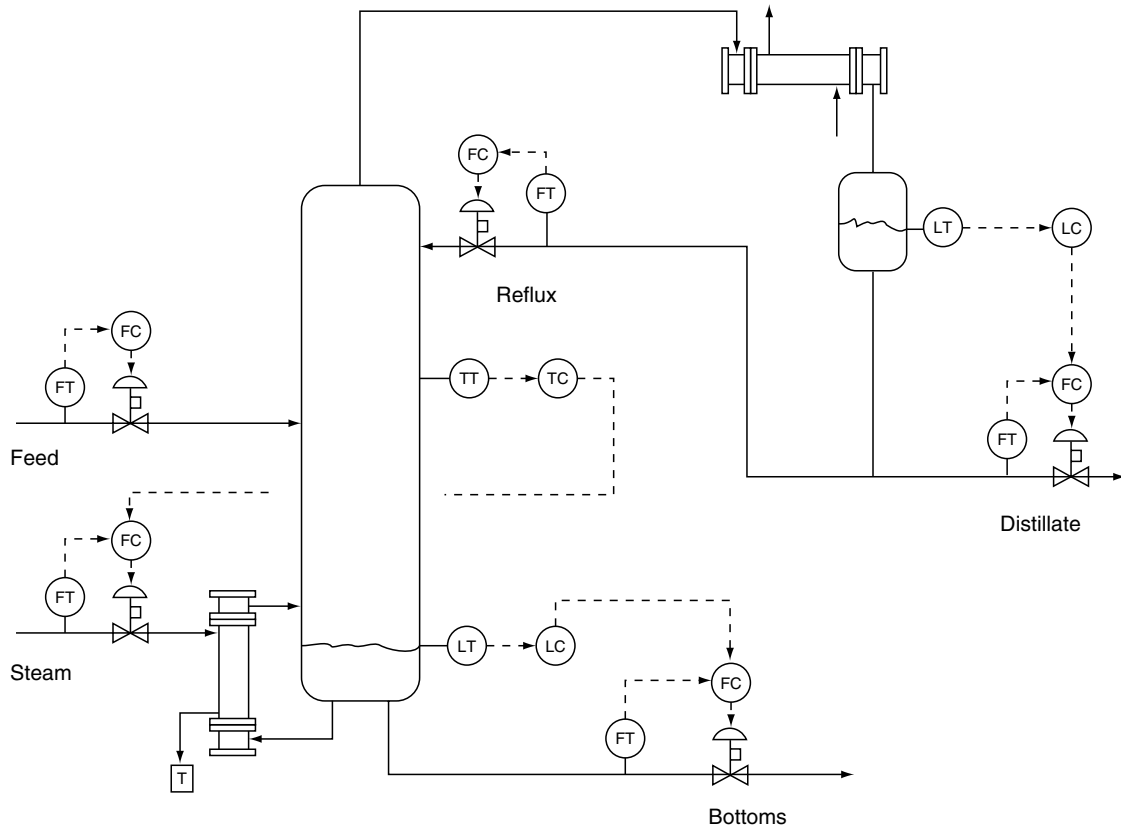 FC
FT
LT
LC
Reflux
FC
FT
TT
TC
FC
FT
Feed
Distillate
FC
FT
LT
LC
Steam
FC
FT
T
Bottoms